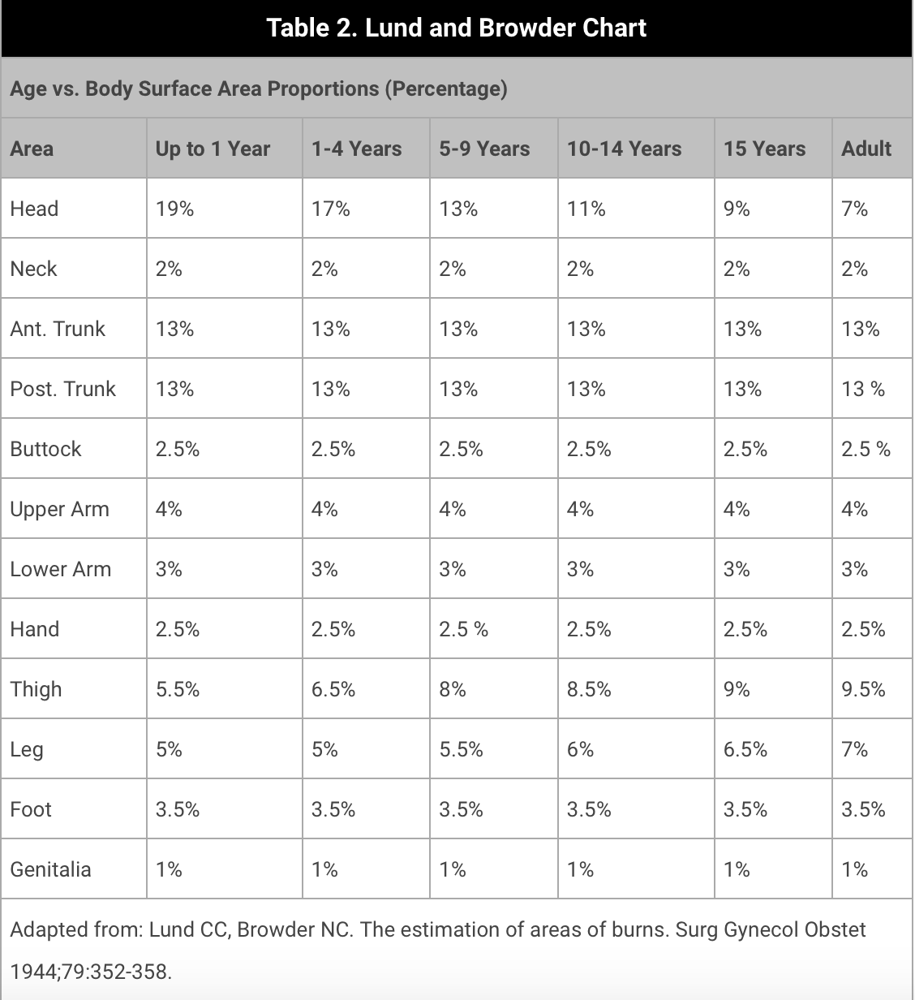 Table 2. Lund and Browder Chart
Age vs. Body Surface Area Proportions (Percentage)
Area Up to 1 Year 1-4 Years 5-9 Years 10-14 Years 15 Years Adult
Head 19% 17% 13% 11% 9% 7%
Neck 2% 2% 2% 2% 2% 2%
Ant. Trunk 13% 13% 13% 13% 13% 13%
Post. Trunk 13% 13% 13% 13% 13% 13 %
Buttock 2.5% 2.5% 2.5% 2.5% 2.5% 2.5 %
Upper Arm 4% 4% 4% 4% 4% 4%
Lower Arm 3% 3% 3% 3% 3% 3%
Hand 2.5% 2.5% 2.5 % 2.5% 2.5% 2.5%
Thigh 5.5% 6.5% 8% 8.5% 9% 9.5%
Leg 5% 5% 5.5% 6% 6.5% 7%
Foot 3.5% 3.5% 3.5% 3.5% 3.5% 3.5%
Genitalia 1% 1% 1% 1% 1% 1%
Adapted from: Lund CC, Browder NC. The estimation of areas of burns. Surg Gynecol Obstet
1944;79:352-358.